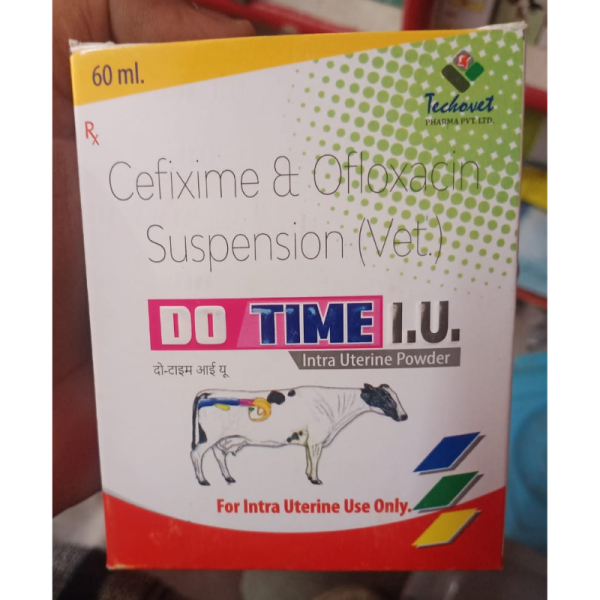 60 ml.
Techovet
PHARMA PVT. LTD.
Rx
Cefixime & Ofloxacin
Suspension (Vet.)
DO TIME I.U.
Intra Uterine Powder
दो-टाइम आई यू
For Intra Uterine Use Only.